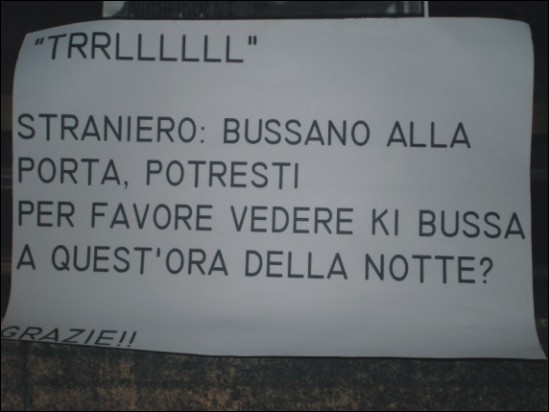 "TRRLLLLLL"
STRANIERO: BUSSANO ALLA
PORTA, POTRESTI
PER FAVORE VEDERE KI BUSSA
A QUEST'ORA DELLA NOTTE?
GRAZIE!!